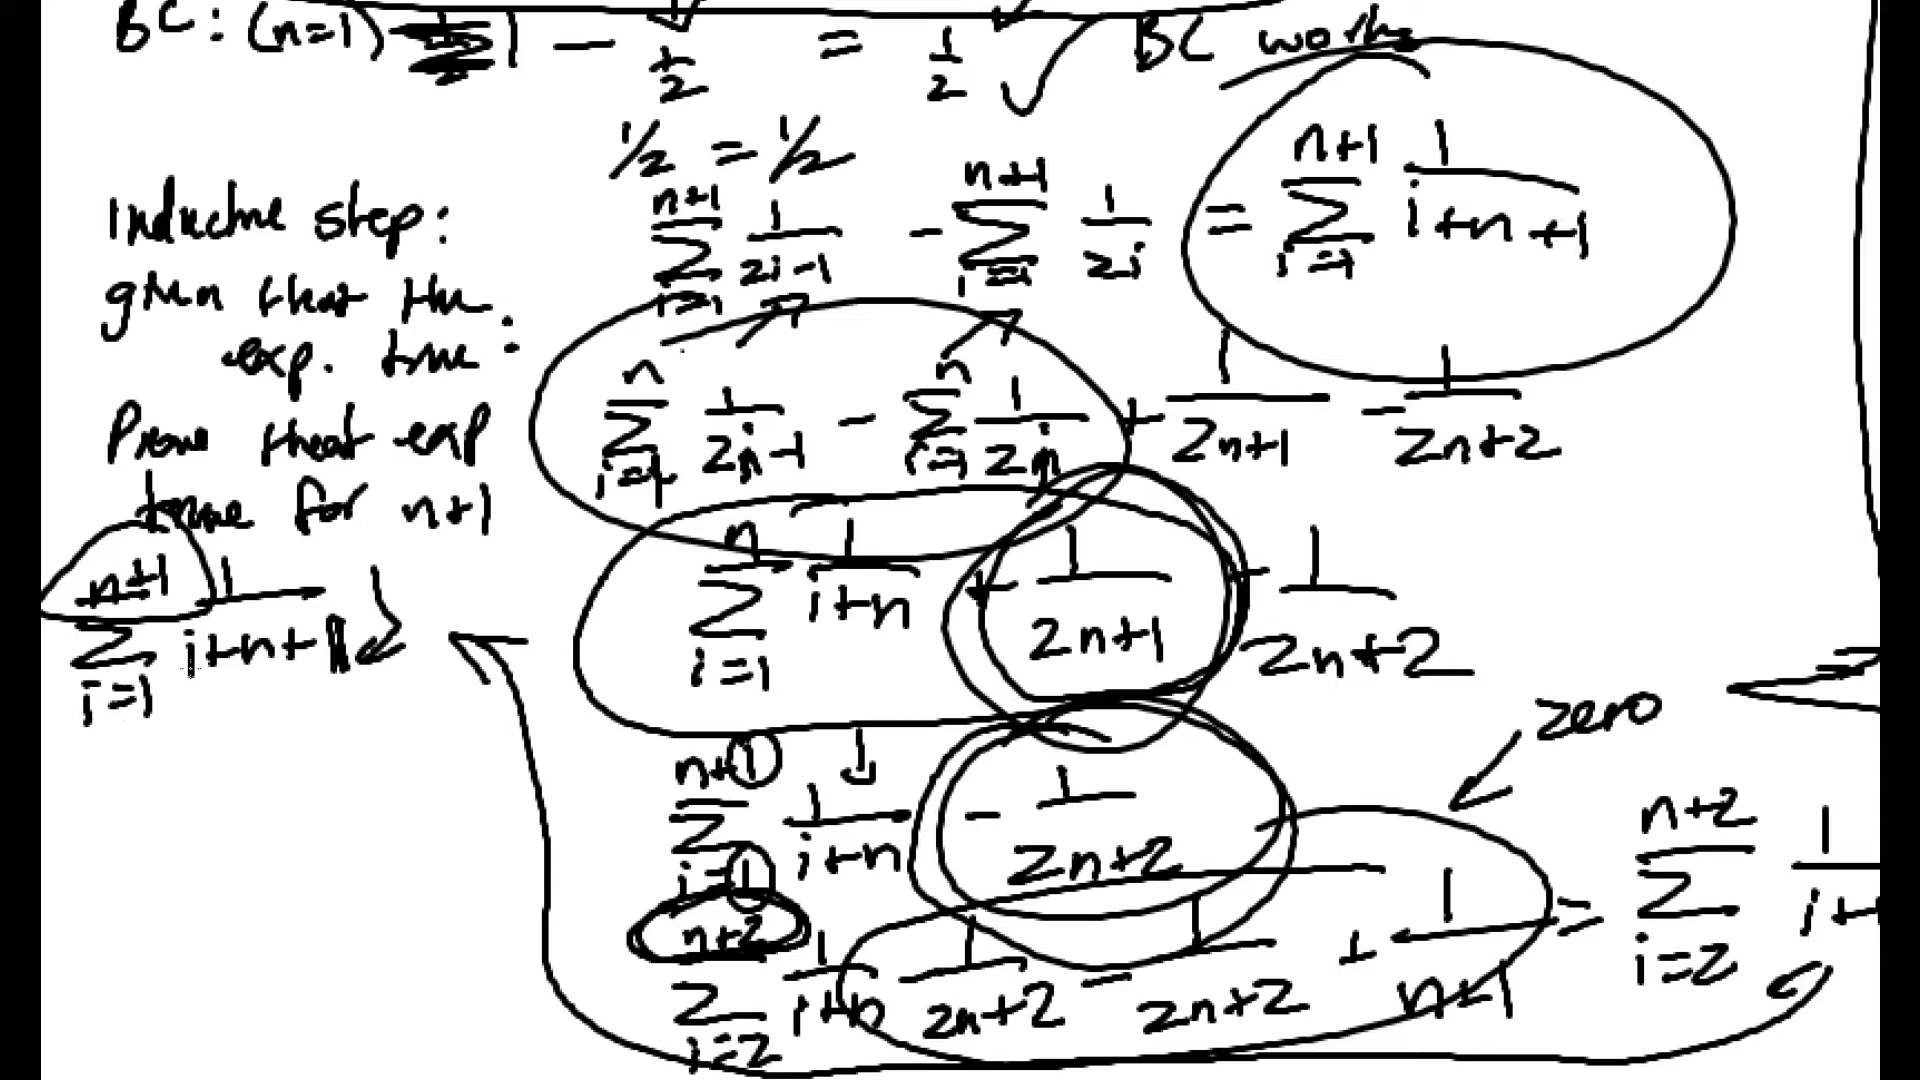 BC: (n=1) 1 - 1/2 = 1/2 ✓ BC works
1/2 = 1/2
Inductive step:
n+1 ∑ i=1 1/(2i-1) - n+1 ∑ i=1 1/(2i) = n+1 ∑ i=1 1/(i+n+1)
given that the
exp. true:
n ∑ i=1 1/(2i-1) - n ∑ i=1 1/(2i) + 1/(2n+1) - 1/(2n+2)
Prove that exp
true for n+1
n ∑ i=1 1/(i+n) + 1/(2n+1) - 1/(2n+2)
n+1 ∑ i=1 1/(i+n+1)
zero
n+1 ∑ i=1 1/(i+n) - 1/(2n+2)
n+2 ∑ i=2 1/(i+n) 1/(2n+2) - 1/(2n+2) + 1/(n+1) = n+2 ∑ i=2 1/(i+